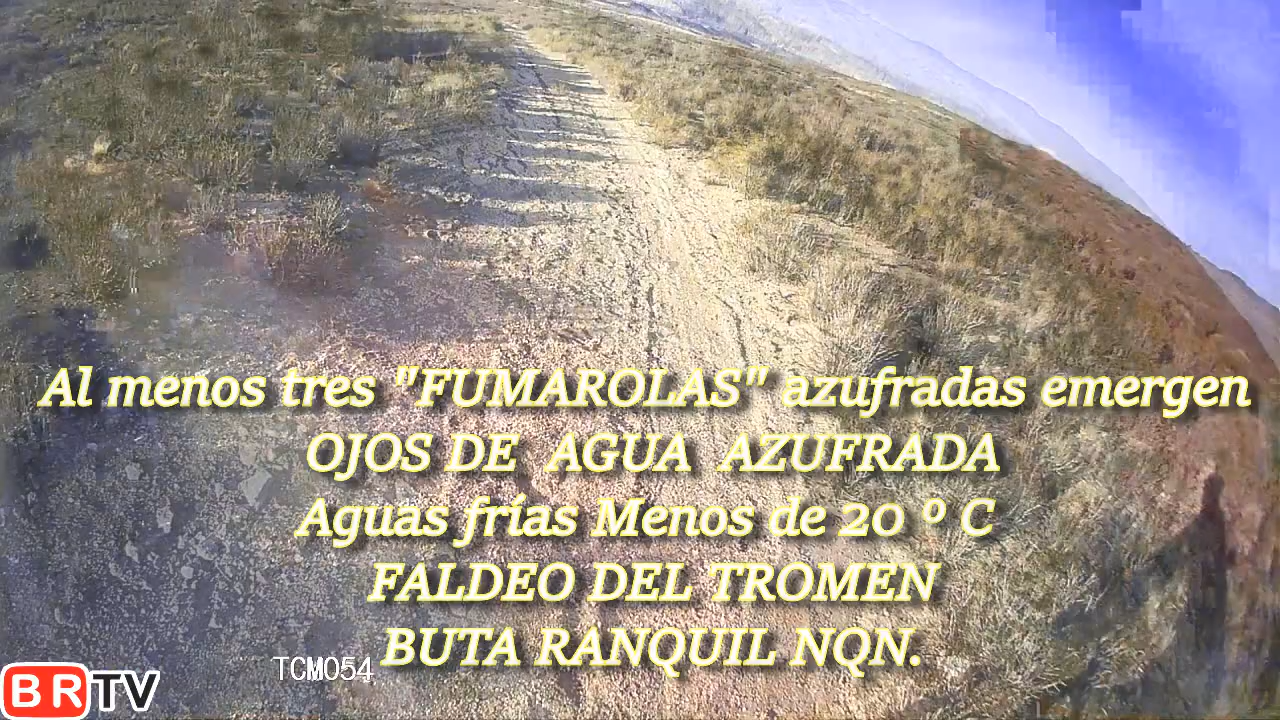 Al menos tres "FUMAROLAS" azufradas emergen
OJOS DE AGUA AZUFRADA
Aguas frías Menos de 20 º C
FALDEO DEL TROMEN
BUTA RANQUIL NQN.
TCM054
BRTV